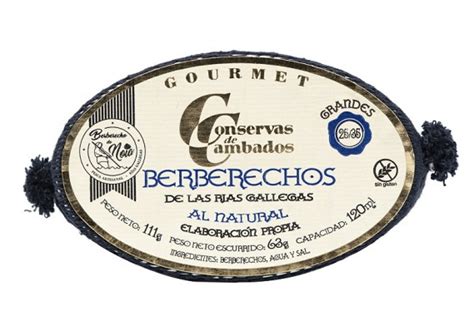 GOURMET
Conservas
de
Cambados
GRANDES
26/35
Berberecho
de Noia
BERBERECHOS
DE LAS RIAS GALLEGAS
AL NATURAL
ELABORACIÓN PROPIA
Sin gluten
PESO NETO: 111g PESO NETO ESCURRIDO: 63g CAPACIDAD: 120ml
INGREDIENTES: BERBERECHOS, AGUA Y SAL.